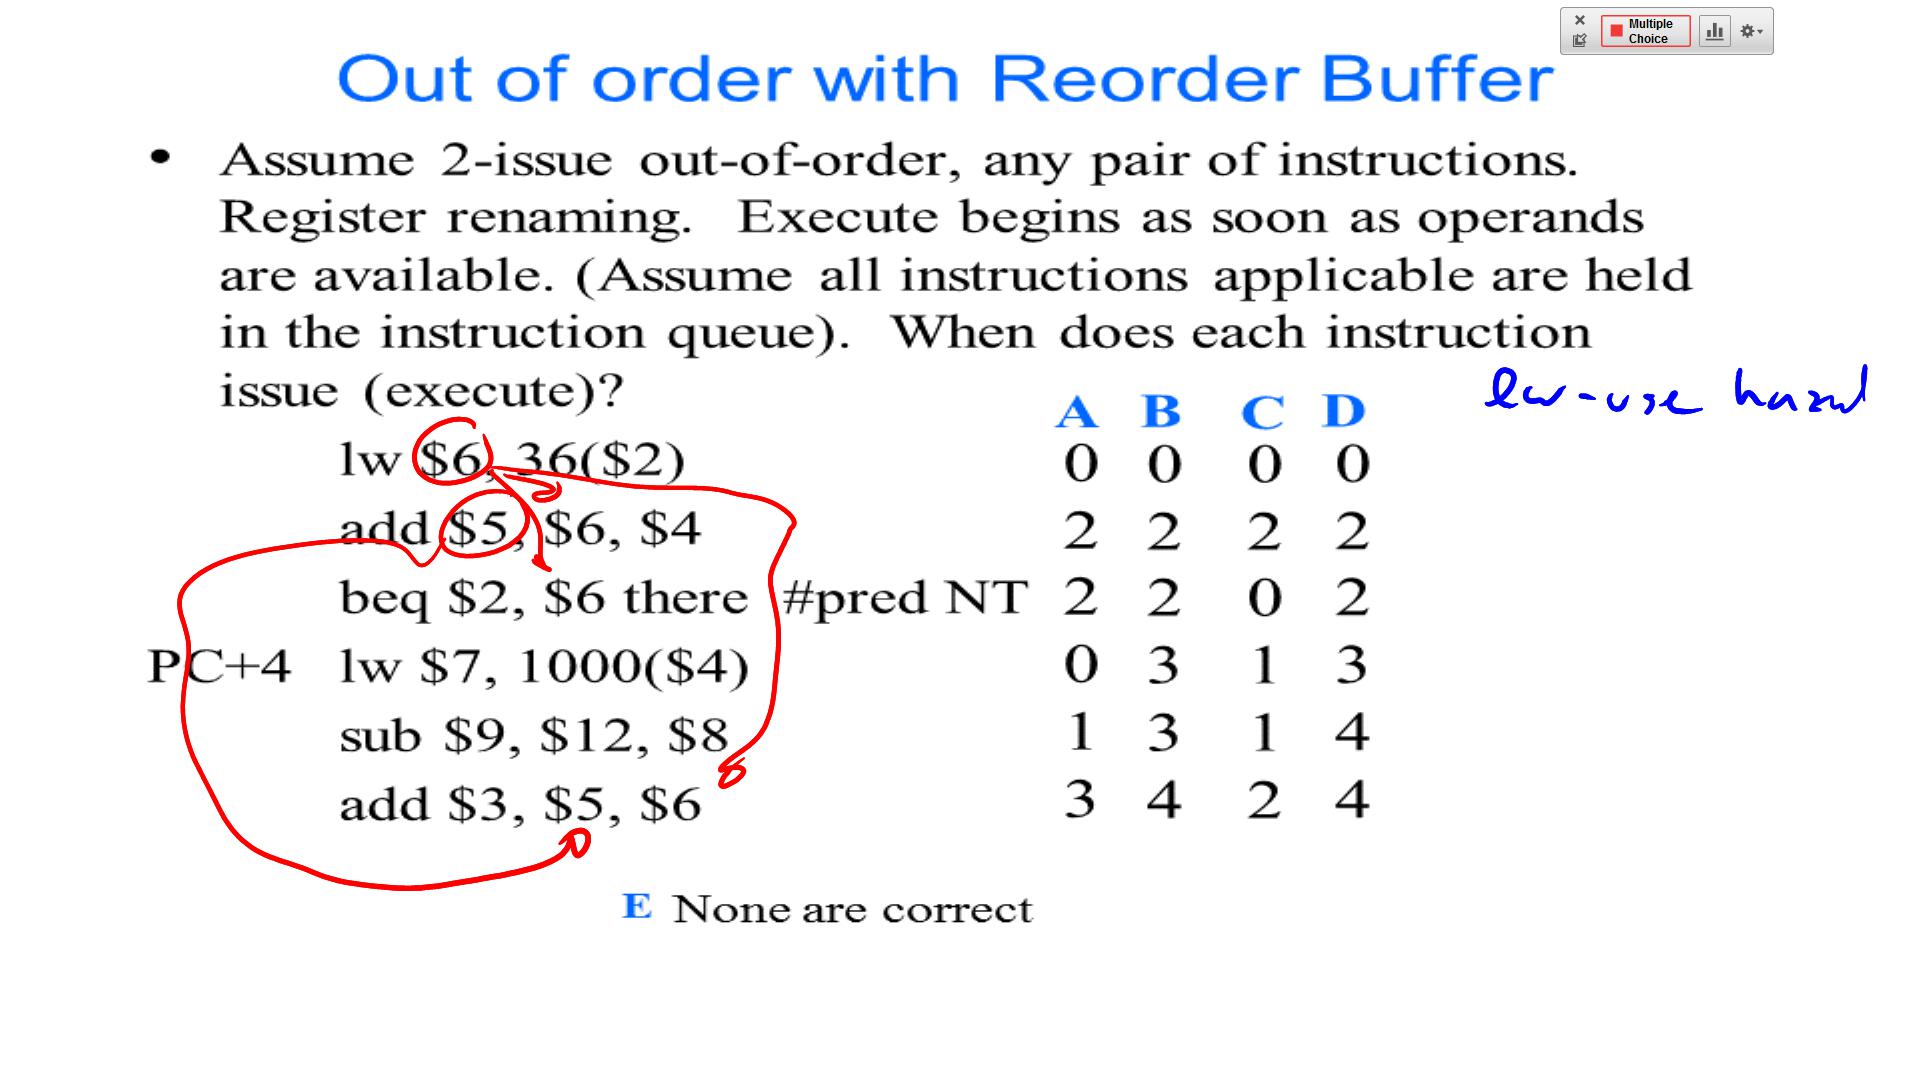 Multiple
Choice
Out of order with Reorder Buffer
• Assume 2-issue out-of-order, any pair of instructions.
Register renaming. Execute begins as soon as operands
are available. (Assume all instructions applicable are held
in the instruction queue). When does each instruction
issue (execute)?
lw-use hazard
A B C D
lw $6, 36($2) 0 0 0 0
add $5, $6, $4 2 2 2 2
beq $2, $6 there #pred NT 2 2 0 2
PC+4 lw $7, 1000($4) 0 3 1 3
sub $9, $12, $8 1 3 1 4
add $3, $5, $6 3 4 2 4
E None are correct